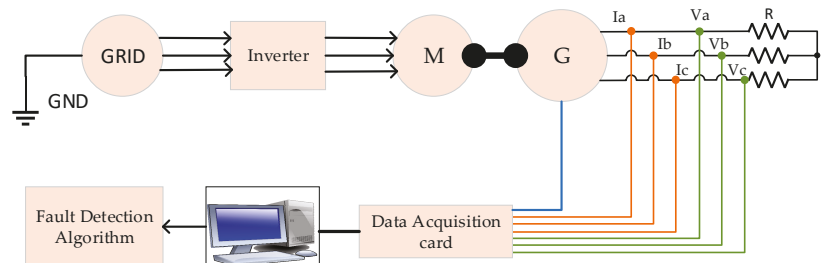 Ia
Va
R
GRID
Inverter
M
G
Ib
Vb
Ic
Vc
GND
Fault Detection
Algorithm
Data Acquisition
card